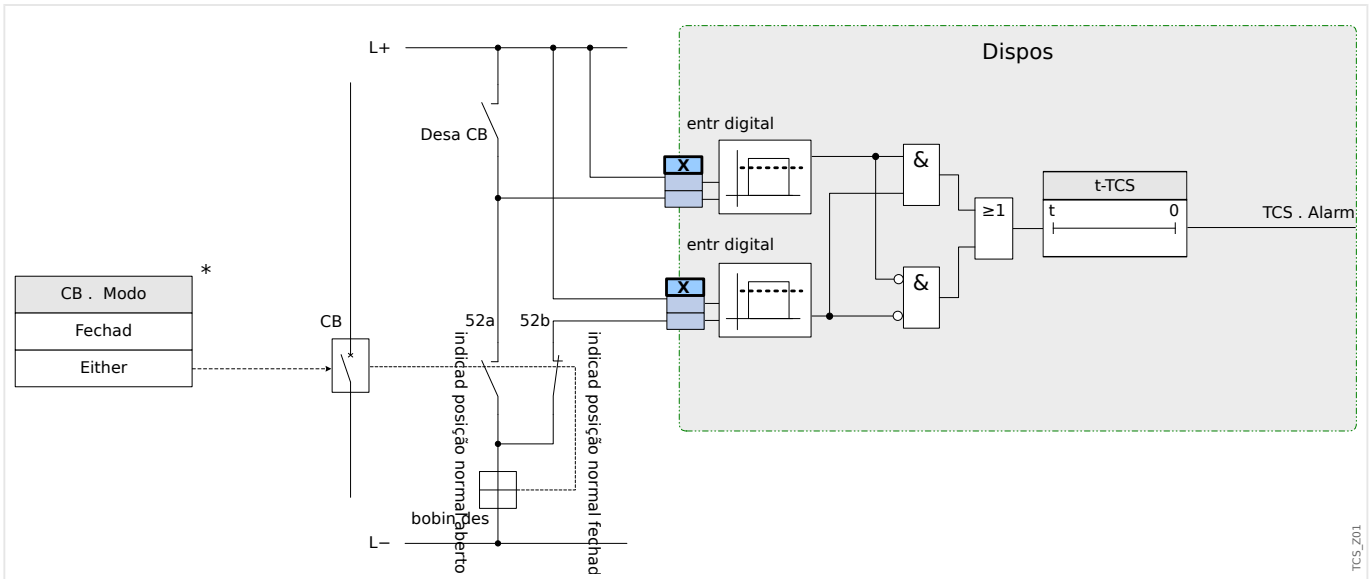 L+
Dispos
entr digital
Desa CB
X
&
t-TCS
≥1
t 0
TCS . Alarm
entr digital
*
X
&
CB . Modo
Fechad
Either
CB
52a
52b
indicad posição normal aberto
indicad posição normal fechad
bobin des
L−
TCS_Z01